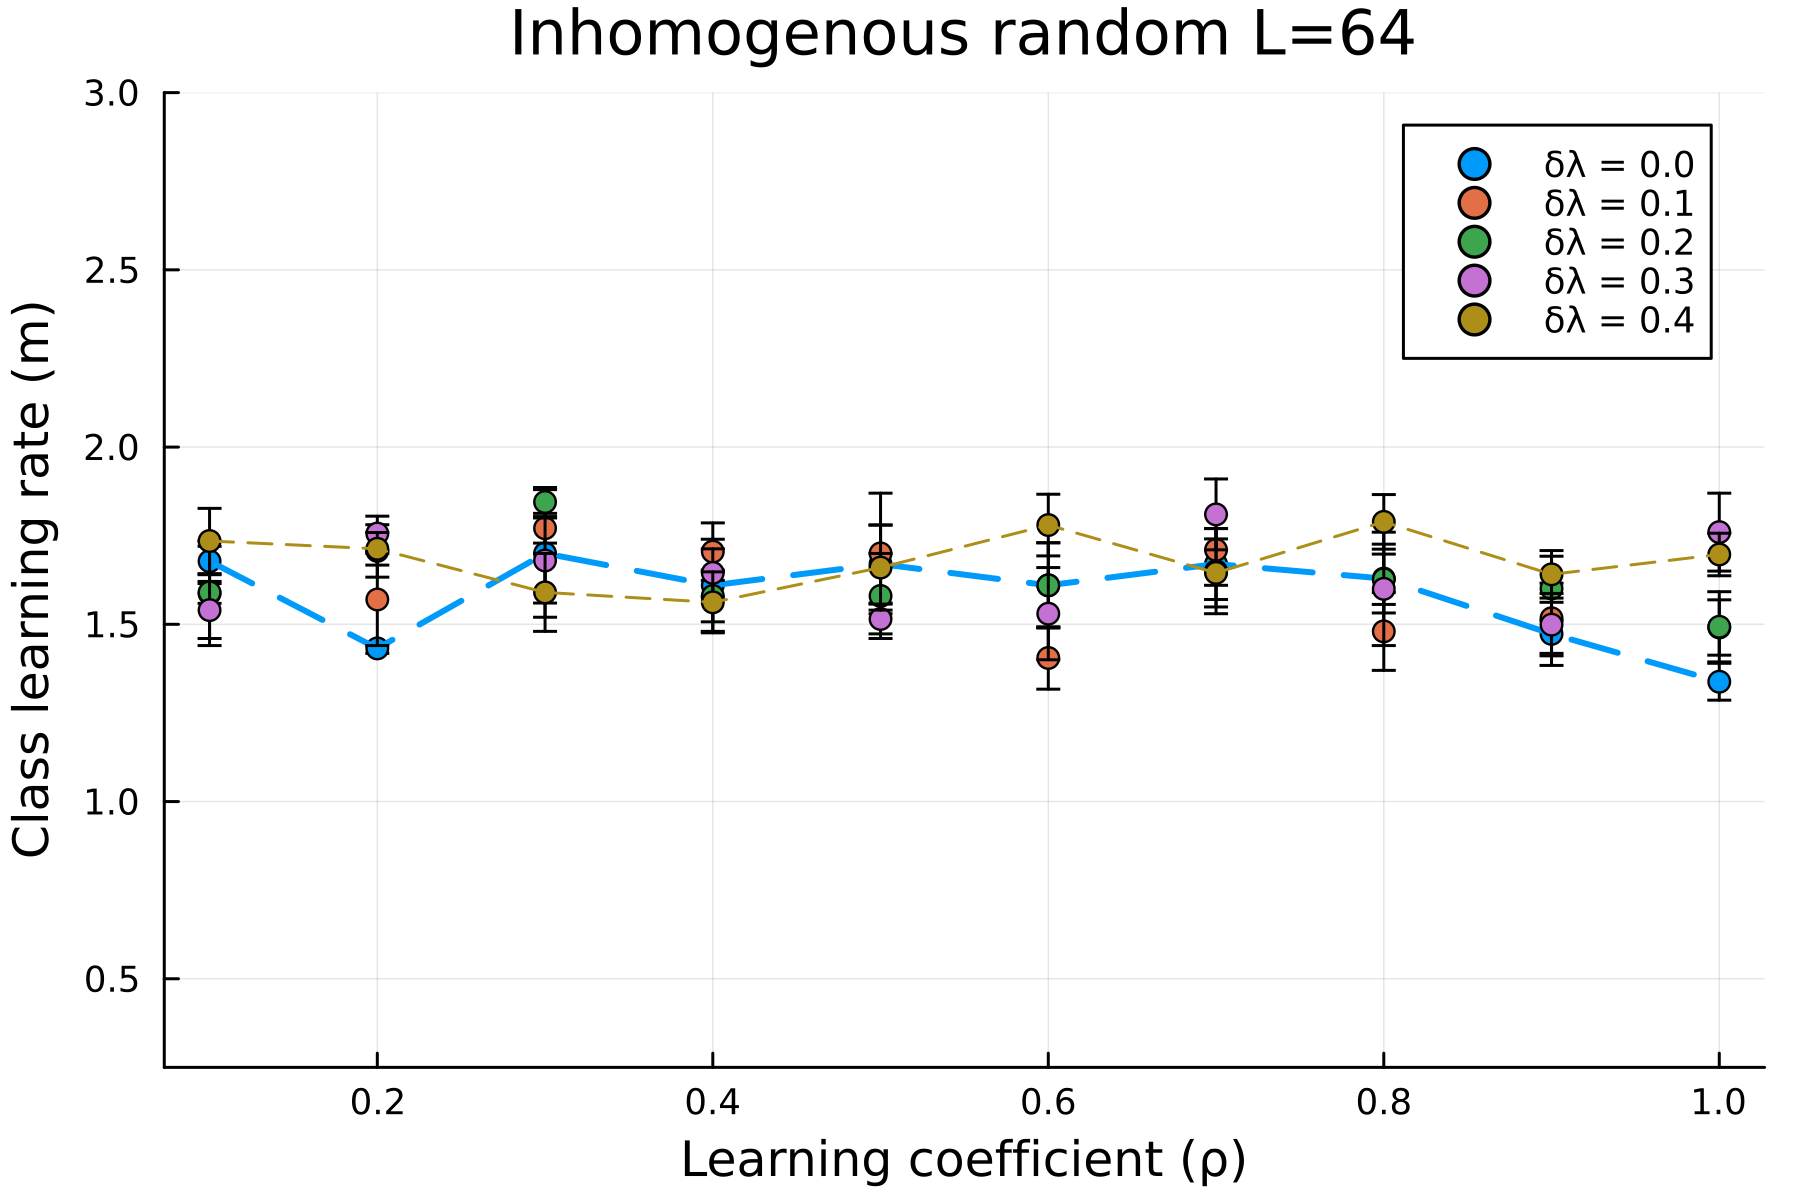 Inhomogenous random L=64
Class learning rate (m)
3.0
2.5
2.0
1.5
1.0
0.5
δλ = 0.0
δλ = 0.1
δλ = 0.2
δλ = 0.3
δλ = 0.4
0.2 0.4 0.6 0.8 1.0
Learning coefficient (ρ)